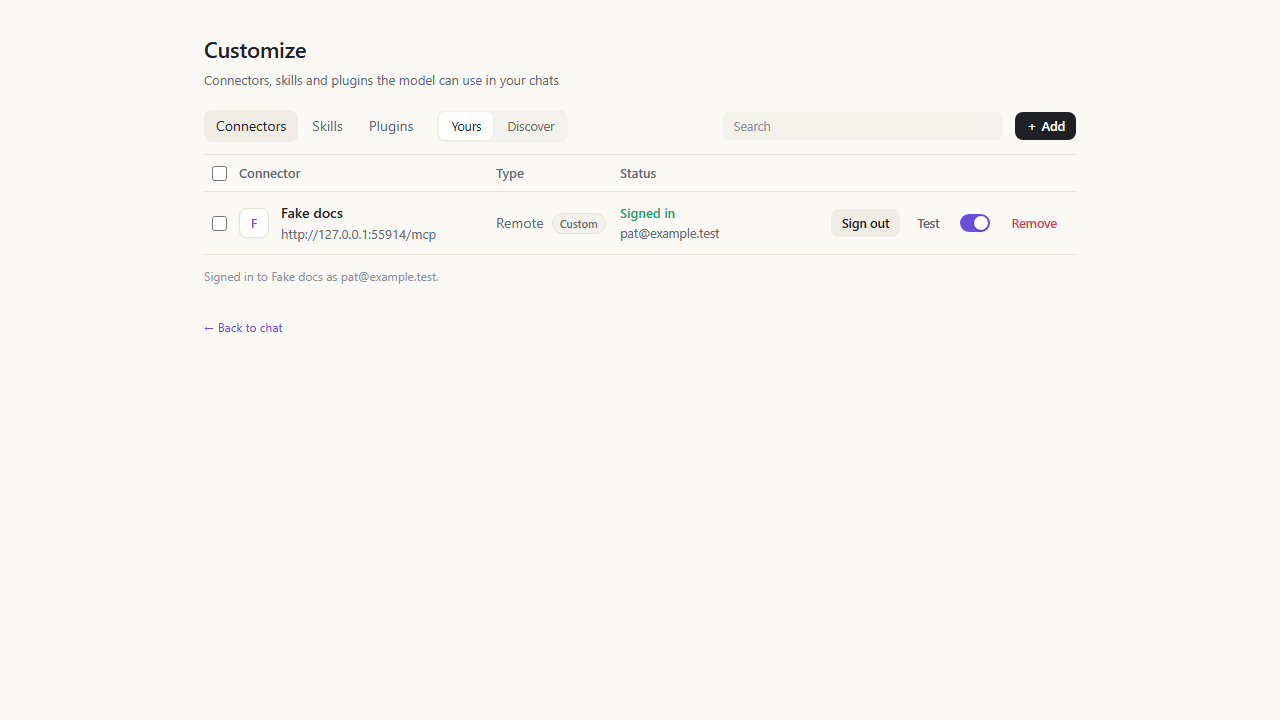 Customize
Connectors, skills and plugins the model can use in your chats
Connectors Skills Plugins Yours Discover Search + Add
Connector Type Status
F Fake docs Remote Custom Signed in Sign out Test Remove
http://127.0.0.1:55914/mcp pat@example.test
Signed in to Fake docs as pat@example.test.
← Back to chat